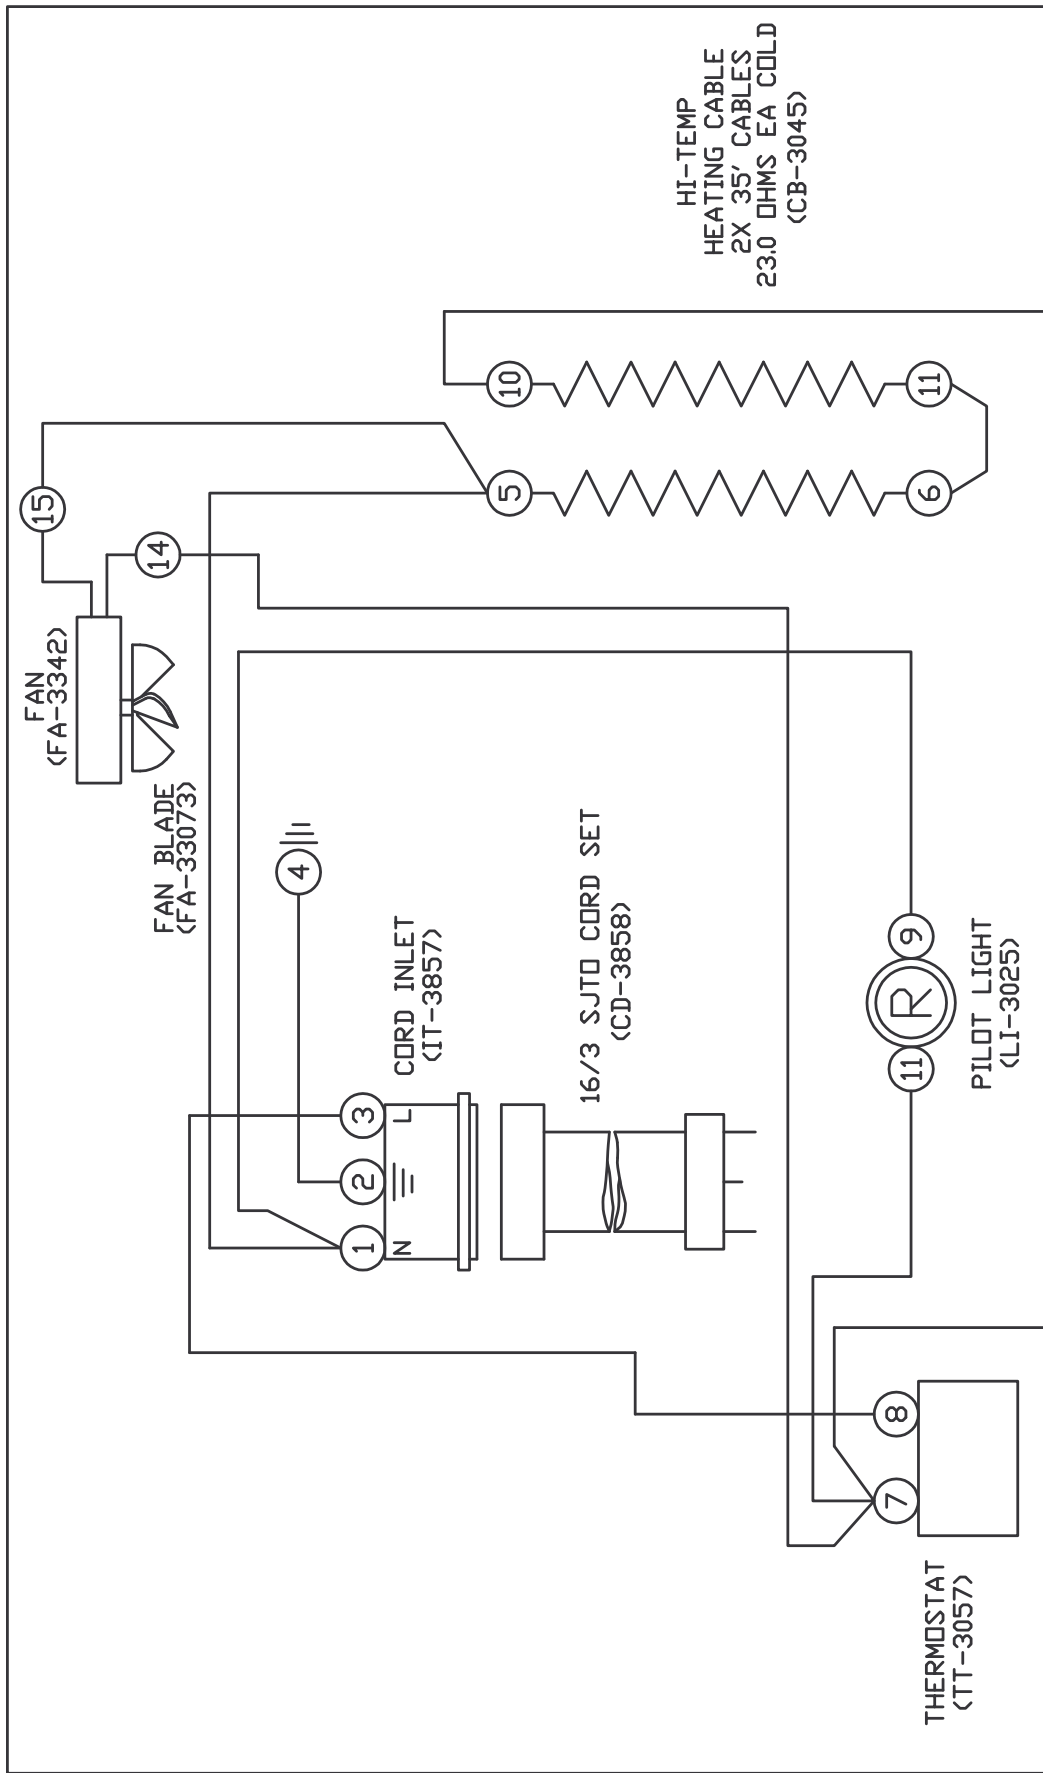 FAN
(FA-3342)
15
14
FAN BLADE
(FA-33073)
4
CORD INLET
(IT-3857)
1
2
3
N
L
16/3 SJTO CORD SET
(CD-3858)
HI-TEMP
HEATING CABLE
2X 35' CABLES
23.0 OHMS EA COLD
(CB-3045)
5
10
6
11
11
R
9
PILOT LIGHT
(LI-3025)
7
8
THERMOSTAT
(TT-3057)